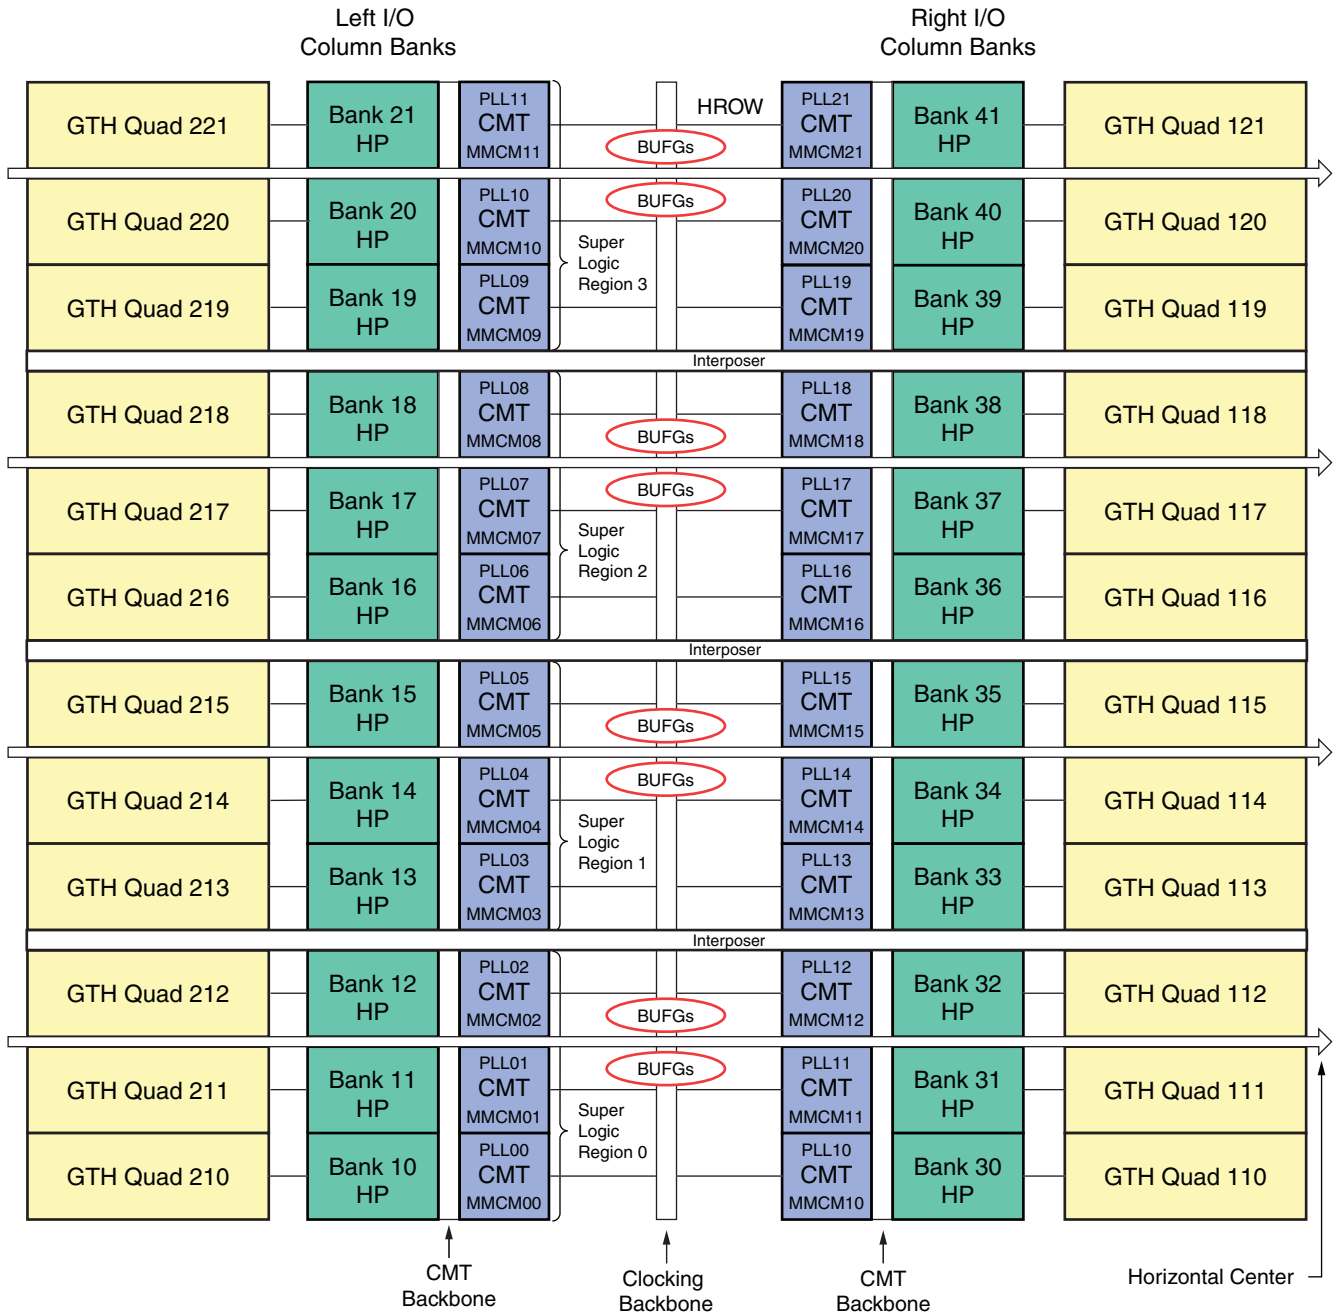 Left I/O
Column Banks
Right I/O
Column Banks
GTH Quad 221
Bank 21
HP
PLL11
CMT
MMCM11
BUFGs
HROW
PLL21
CMT
MMCM21
Bank 41
HP
GTH Quad 121
GTH Quad 220
Bank 20
HP
PLL10
CMT
MMCM10
BUFGs
PLL20
CMT
MMCM20
Bank 40
HP
GTH Quad 120
Super
Logic
Region 3
GTH Quad 219
Bank 19
HP
PLL09
CMT
MMCM09
PLL19
CMT
MMCM19
Bank 39
HP
GTH Quad 119
Interposer
GTH Quad 218
Bank 18
HP
PLL08
CMT
MMCM08
BUFGs
PLL18
CMT
MMCM18
Bank 38
HP
GTH Quad 118
GTH Quad 217
Bank 17
HP
PLL07
CMT
MMCM07
BUFGs
PLL17
CMT
MMCM17
Bank 37
HP
GTH Quad 117
Super
Logic
Region 2
GTH Quad 216
Bank 16
HP
PLL06
CMT
MMCM06
PLL16
CMT
MMCM16
Bank 36
HP
GTH Quad 116
Interposer
GTH Quad 215
Bank 15
HP
PLL05
CMT
MMCM05
BUFGs
PLL15
CMT
MMCM15
Bank 35
HP
GTH Quad 115
GTH Quad 214
Bank 14
HP
PLL04
CMT
MMCM04
BUFGs
PLL14
CMT
MMCM14
Bank 34
HP
GTH Quad 114
Super
Logic
Region 1
GTH Quad 213
Bank 13
HP
PLL03
CMT
MMCM03
PLL13
CMT
MMCM13
Bank 33
HP
GTH Quad 113
Interposer
GTH Quad 212
Bank 12
HP
PLL02
CMT
MMCM02
BUFGs
PLL12
CMT
MMCM12
Bank 32
HP
GTH Quad 112
GTH Quad 211
Bank 11
HP
PLL01
CMT
MMCM01
BUFGs
PLL11
CMT
MMCM11
Bank 31
HP
GTH Quad 111
Super
Logic
Region 0
GTH Quad 210
Bank 10
HP
PLL00
CMT
MMCM00
PLL10
CMT
MMCM10
Bank 30
HP
GTH Quad 110
CMT
Backbone
Clocking
Backbone
CMT
Backbone
Horizontal Center